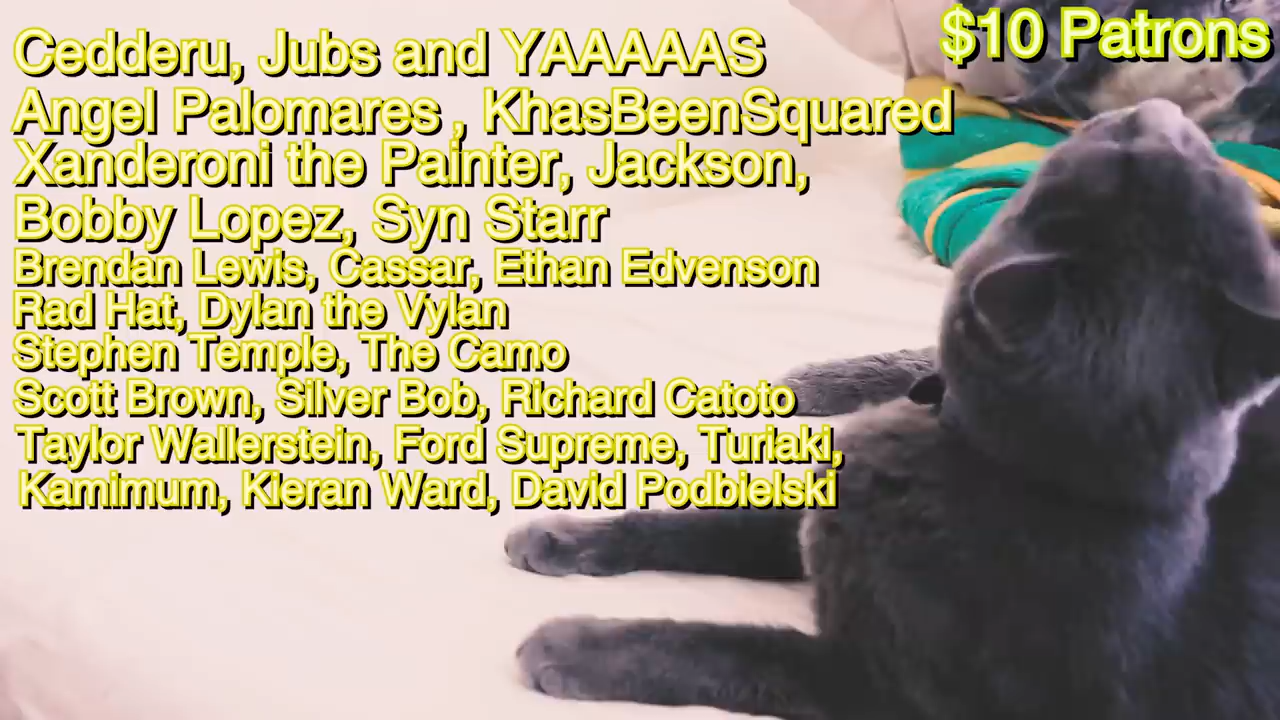 $10 Patrons
Cedderu, Jubs and YAAAAAS
Angel Palomares , KhasBeenSquared
Xanderoni the Painter, Jackson,
Bobby Lopez, Syn Starr
Brendan Lewis, Cassar, Ethan Edvenson
Rad Hat, Dylan the Vylan
Stephen Temple, The Camo
Scott Brown, Silver Bob, Richard Catoto
Taylor Wallerstein, Ford Supreme, Turlaki,
Kamimum, Kieran Ward, David Podbielski